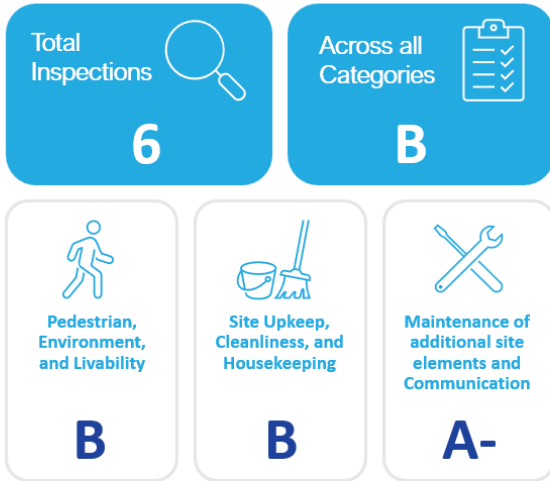 Total
Inspections
6
Across all
Categories
B
Pedestrian,
Environment,
and Livability
B
Site Upkeep,
Cleanliness, and
Housekeeping
B
Maintenance of
additional site
elements and
Communication
A-